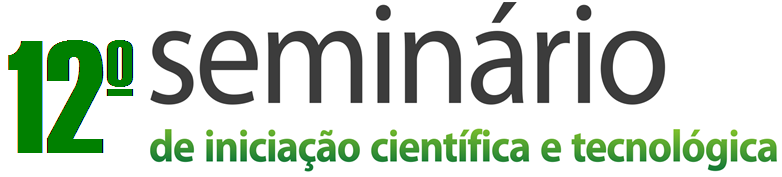 12º seminário
de iniciação científica e tecnológica